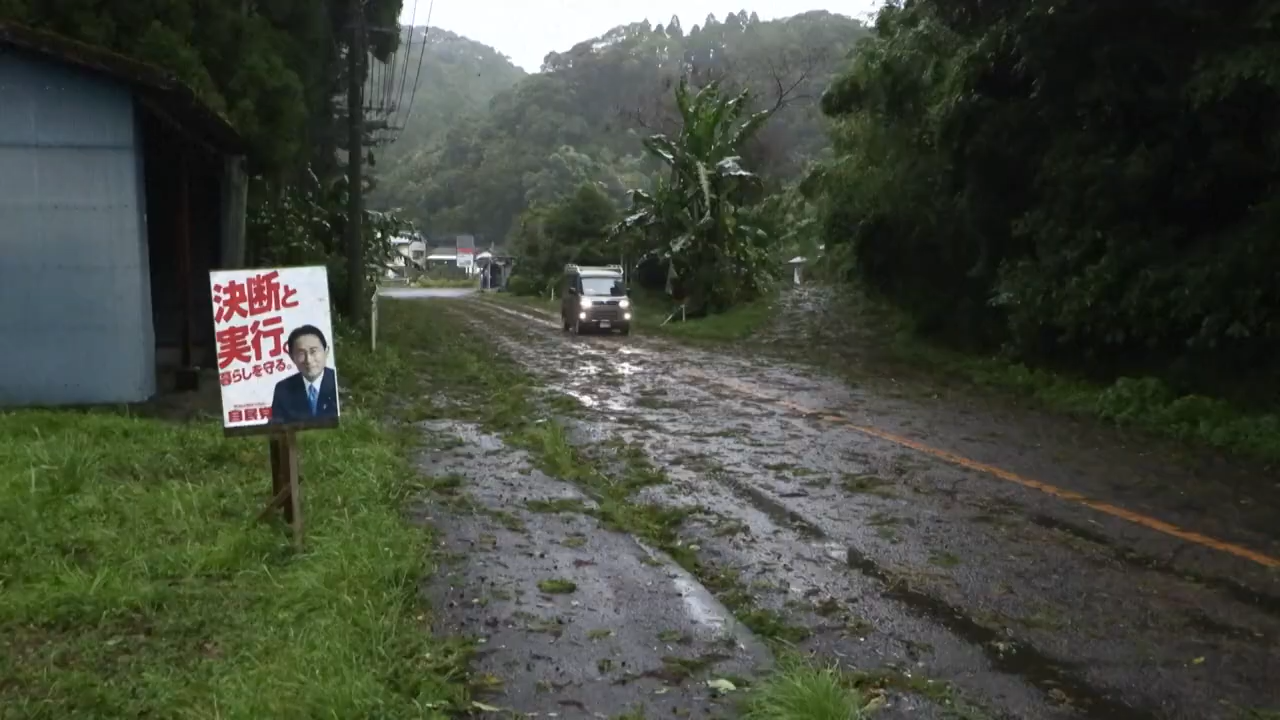 決断と
実行。
暮らしを守る。
自民党